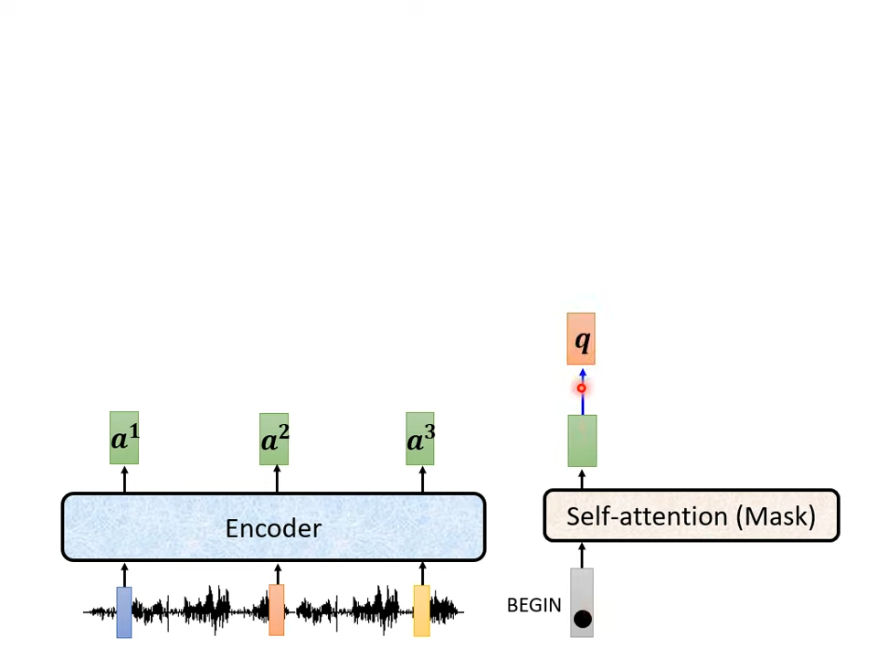 q
a¹ a² a³
Encoder
Self-attention (Mask)
BEGIN